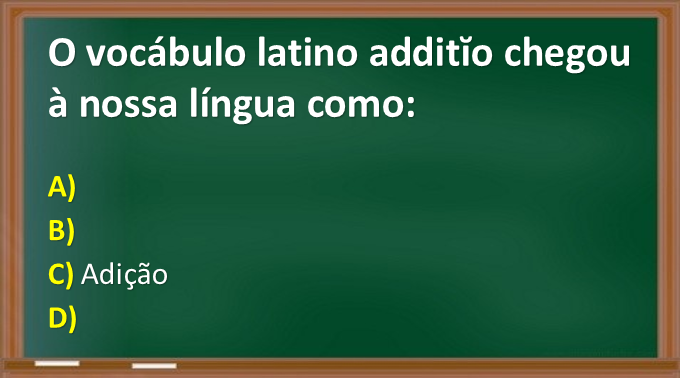 O vocábulo latino additĭo chegou
à nossa língua como:
A)
B)
C) Adição
D)